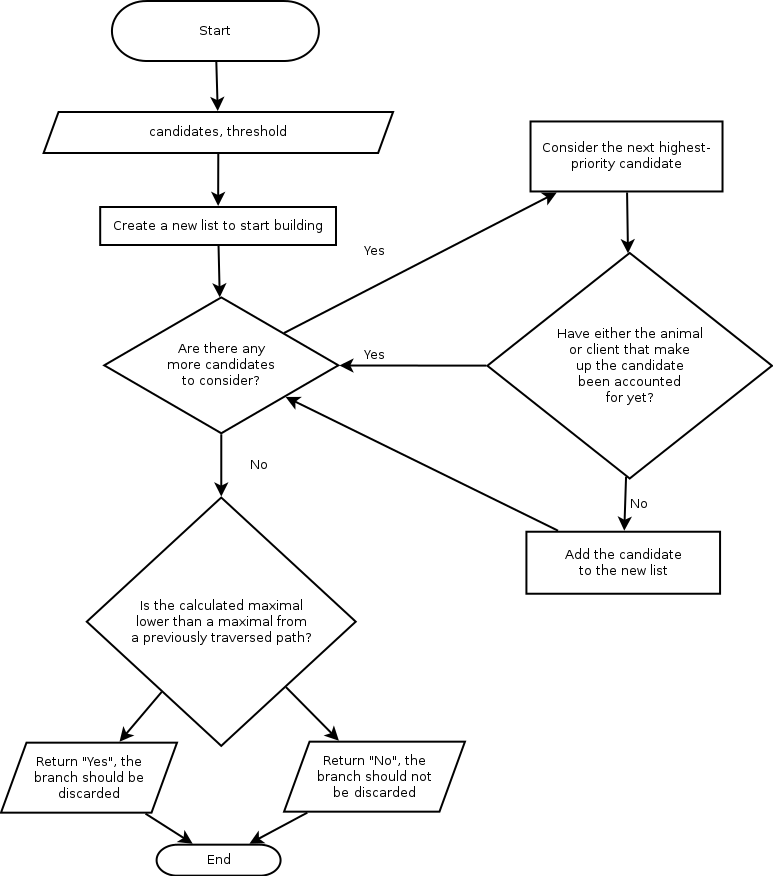 Start
candidates, threshold
Create a new list to start building
Yes
Consider the next highest-
priority candidate
Are there any
more candidates
to consider?
Yes
Have either the animal
or client that make
up the candidate
been accounted
for yet?
No
No
Add the candidate
to the new list
Is the calculated maximal
lower than a maximal from
a previously traversed path?
Return "Yes", the
branch should be
discarded
Return "No", the
branch should not
be discarded
End